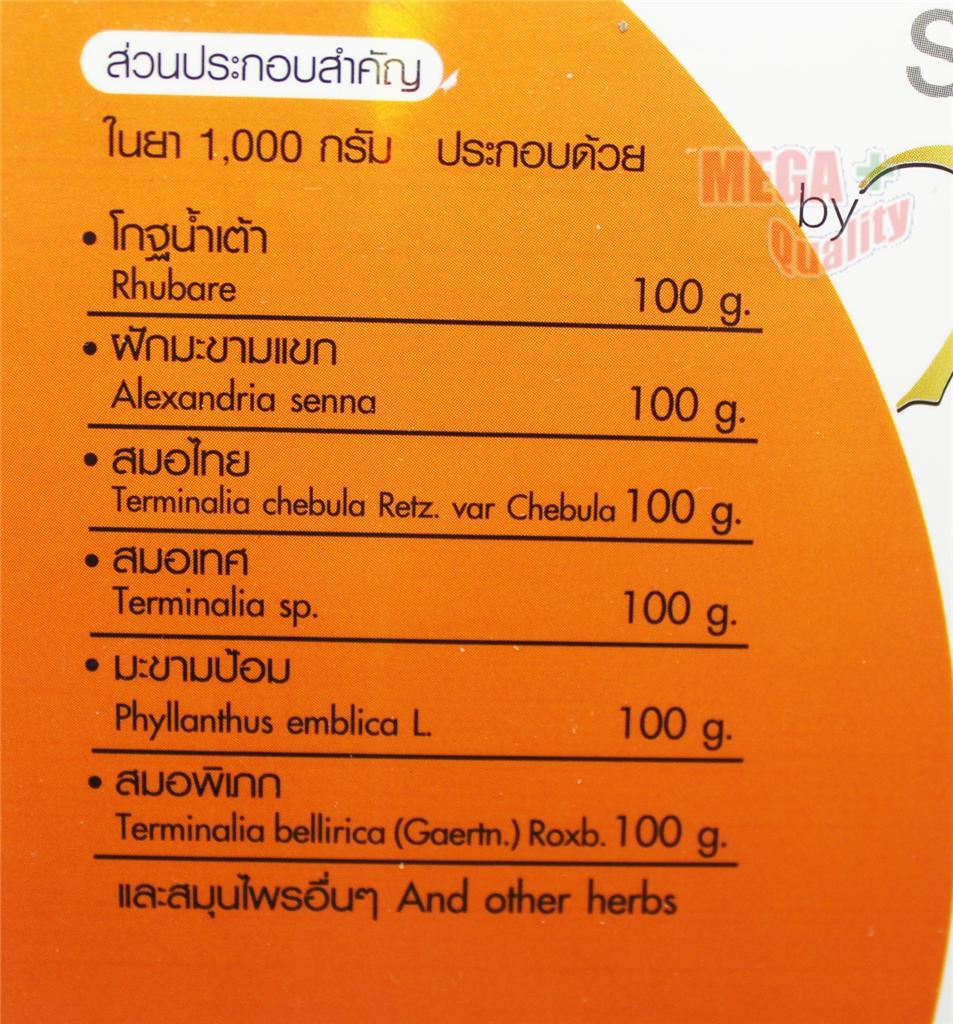 ส่วนประกอบสำคัญ
ในยา 1,000 กรัม ประกอบด้วย
• โกฐน้ำเต้า
Rhubare 100 g.
• ฝักมะขามแขก
Alexandria senna 100 g.
• สมอไทย
Terminalia chebula Retz. var Chebula 100 g.
• สมอเทศ
Terminalia sp. 100 g.
• มะขามป้อม
Phyllanthus emblica L. 100 g.
• สมอพิเภก
Terminalia bellirica (Gaertn.) Roxb. 100 g.
และสมุนไพรอื่นๆ And other herbs
S
by
MEGA +
Quality